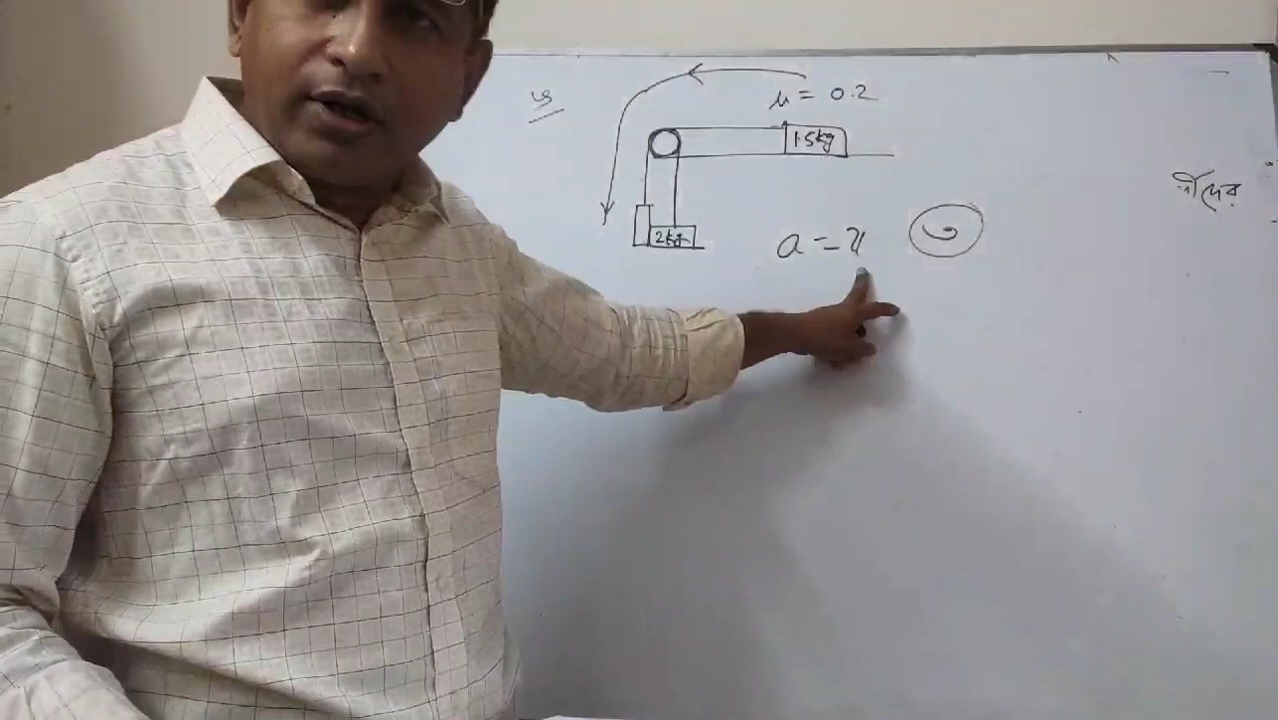 μ = 0.2
1.5kg
2kg
a = ?
৩